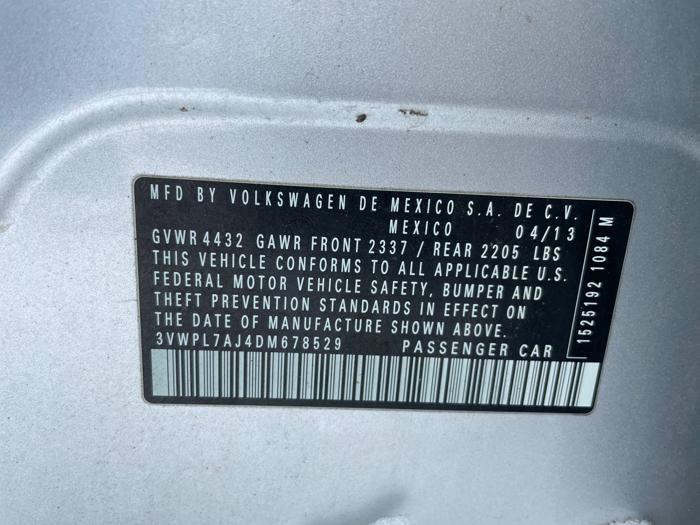 MFD BY VOLKSWAGEN DE MEXICO S.A. DE C.V.
MEXICO 04/13
GVWR 4432 GAWR FRONT 2337 / REAR 2205 LBS
THIS VEHICLE CONFORMS TO ALL APPLICABLE U.S.
FEDERAL MOTOR VEHICLE SAFETY, BUMPER AND
THEFT PREVENTION STANDARDS IN EFFECT ON
THE DATE OF MANUFACTURE SHOWN ABOVE.
3VWPL7AJ4DM678529 PASSENGER CAR
1525192 1084 M